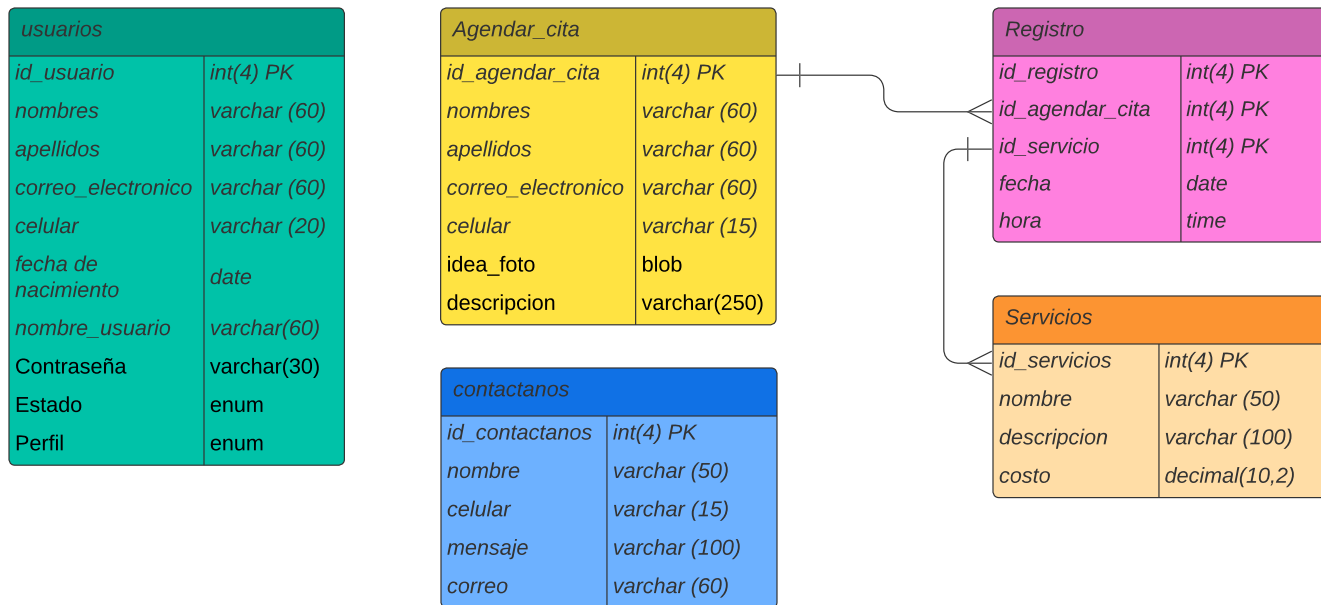 usuarios
id_usuario int(4) PK
nombres varchar (60)
apellidos varchar (60)
correo_electronico varchar (60)
celular varchar (20)
fecha de
nacimiento date
nombre_usuario varchar(60)
Contraseña varchar(30)
Estado enum
Perfil enum
Agendar_cita
id_agendar_cita int(4) PK
nombres varchar (60)
apellidos varchar (60)
correo_electronico varchar (60)
celular varchar (15)
idea_foto blob
descripcion varchar(250)
contactanos
id_contactanos int(4) PK
nombre varchar (50)
celular varchar (15)
mensaje varchar (100)
correo varchar (60)
Registro
id_registro int(4) PK
id_agendar_cita int(4) PK
id_servicio int(4) PK
fecha date
hora time
Servicios
id_servicios int(4) PK
nombre varchar (50)
descripcion varchar (100)
costo decimal(10,2)